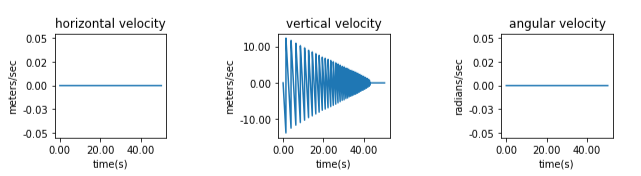 horizontal velocity
0.05
0.03
0.00
-0.03
-0.05
meters/sec
0.00 20.00 40.00
time(s)
vertical velocity
10.00
0.00
-10.00
meters/sec
0.00 20.00 40.00
time(s)
angular velocity
0.05
0.03
0.00
-0.03
-0.05
radians/sec
0.00 20.00 40.00
time(s)